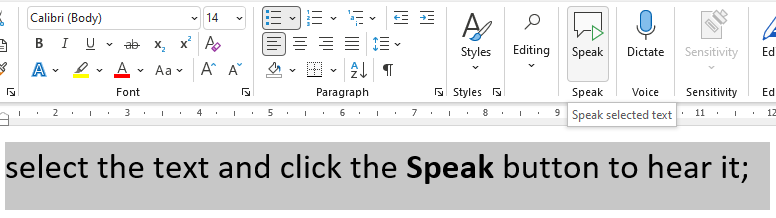 Calibri (Body) 14
B I U ab x₂ x²
A A Aa A A
Font
A Z
Paragraph
Styles
Styles
Editing
Speak
Speak
Dictate
Voice
Sensitivity
Sensitivity
Edi
Ed
2 3 4 5 6 7 8 9 11 12
Speak selected text
select the text and click the Speak button to hear it;